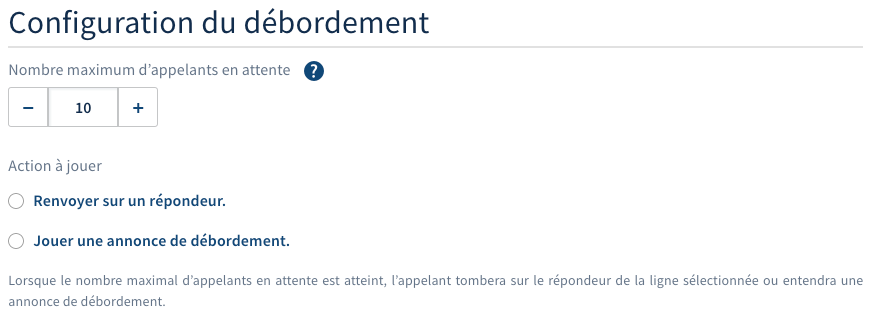 Configuration du débordement
Nombre maximum d’appelants en attente ?
− 10 +
Action à jouer
Renvoyer sur un répondeur.
Jouer une annonce de débordement.
Lorsque le nombre maximal d’appelants en attente est atteint, l’appelant tombera sur le répondeur de la ligne sélectionnée ou entendra une
annonce de débordement.